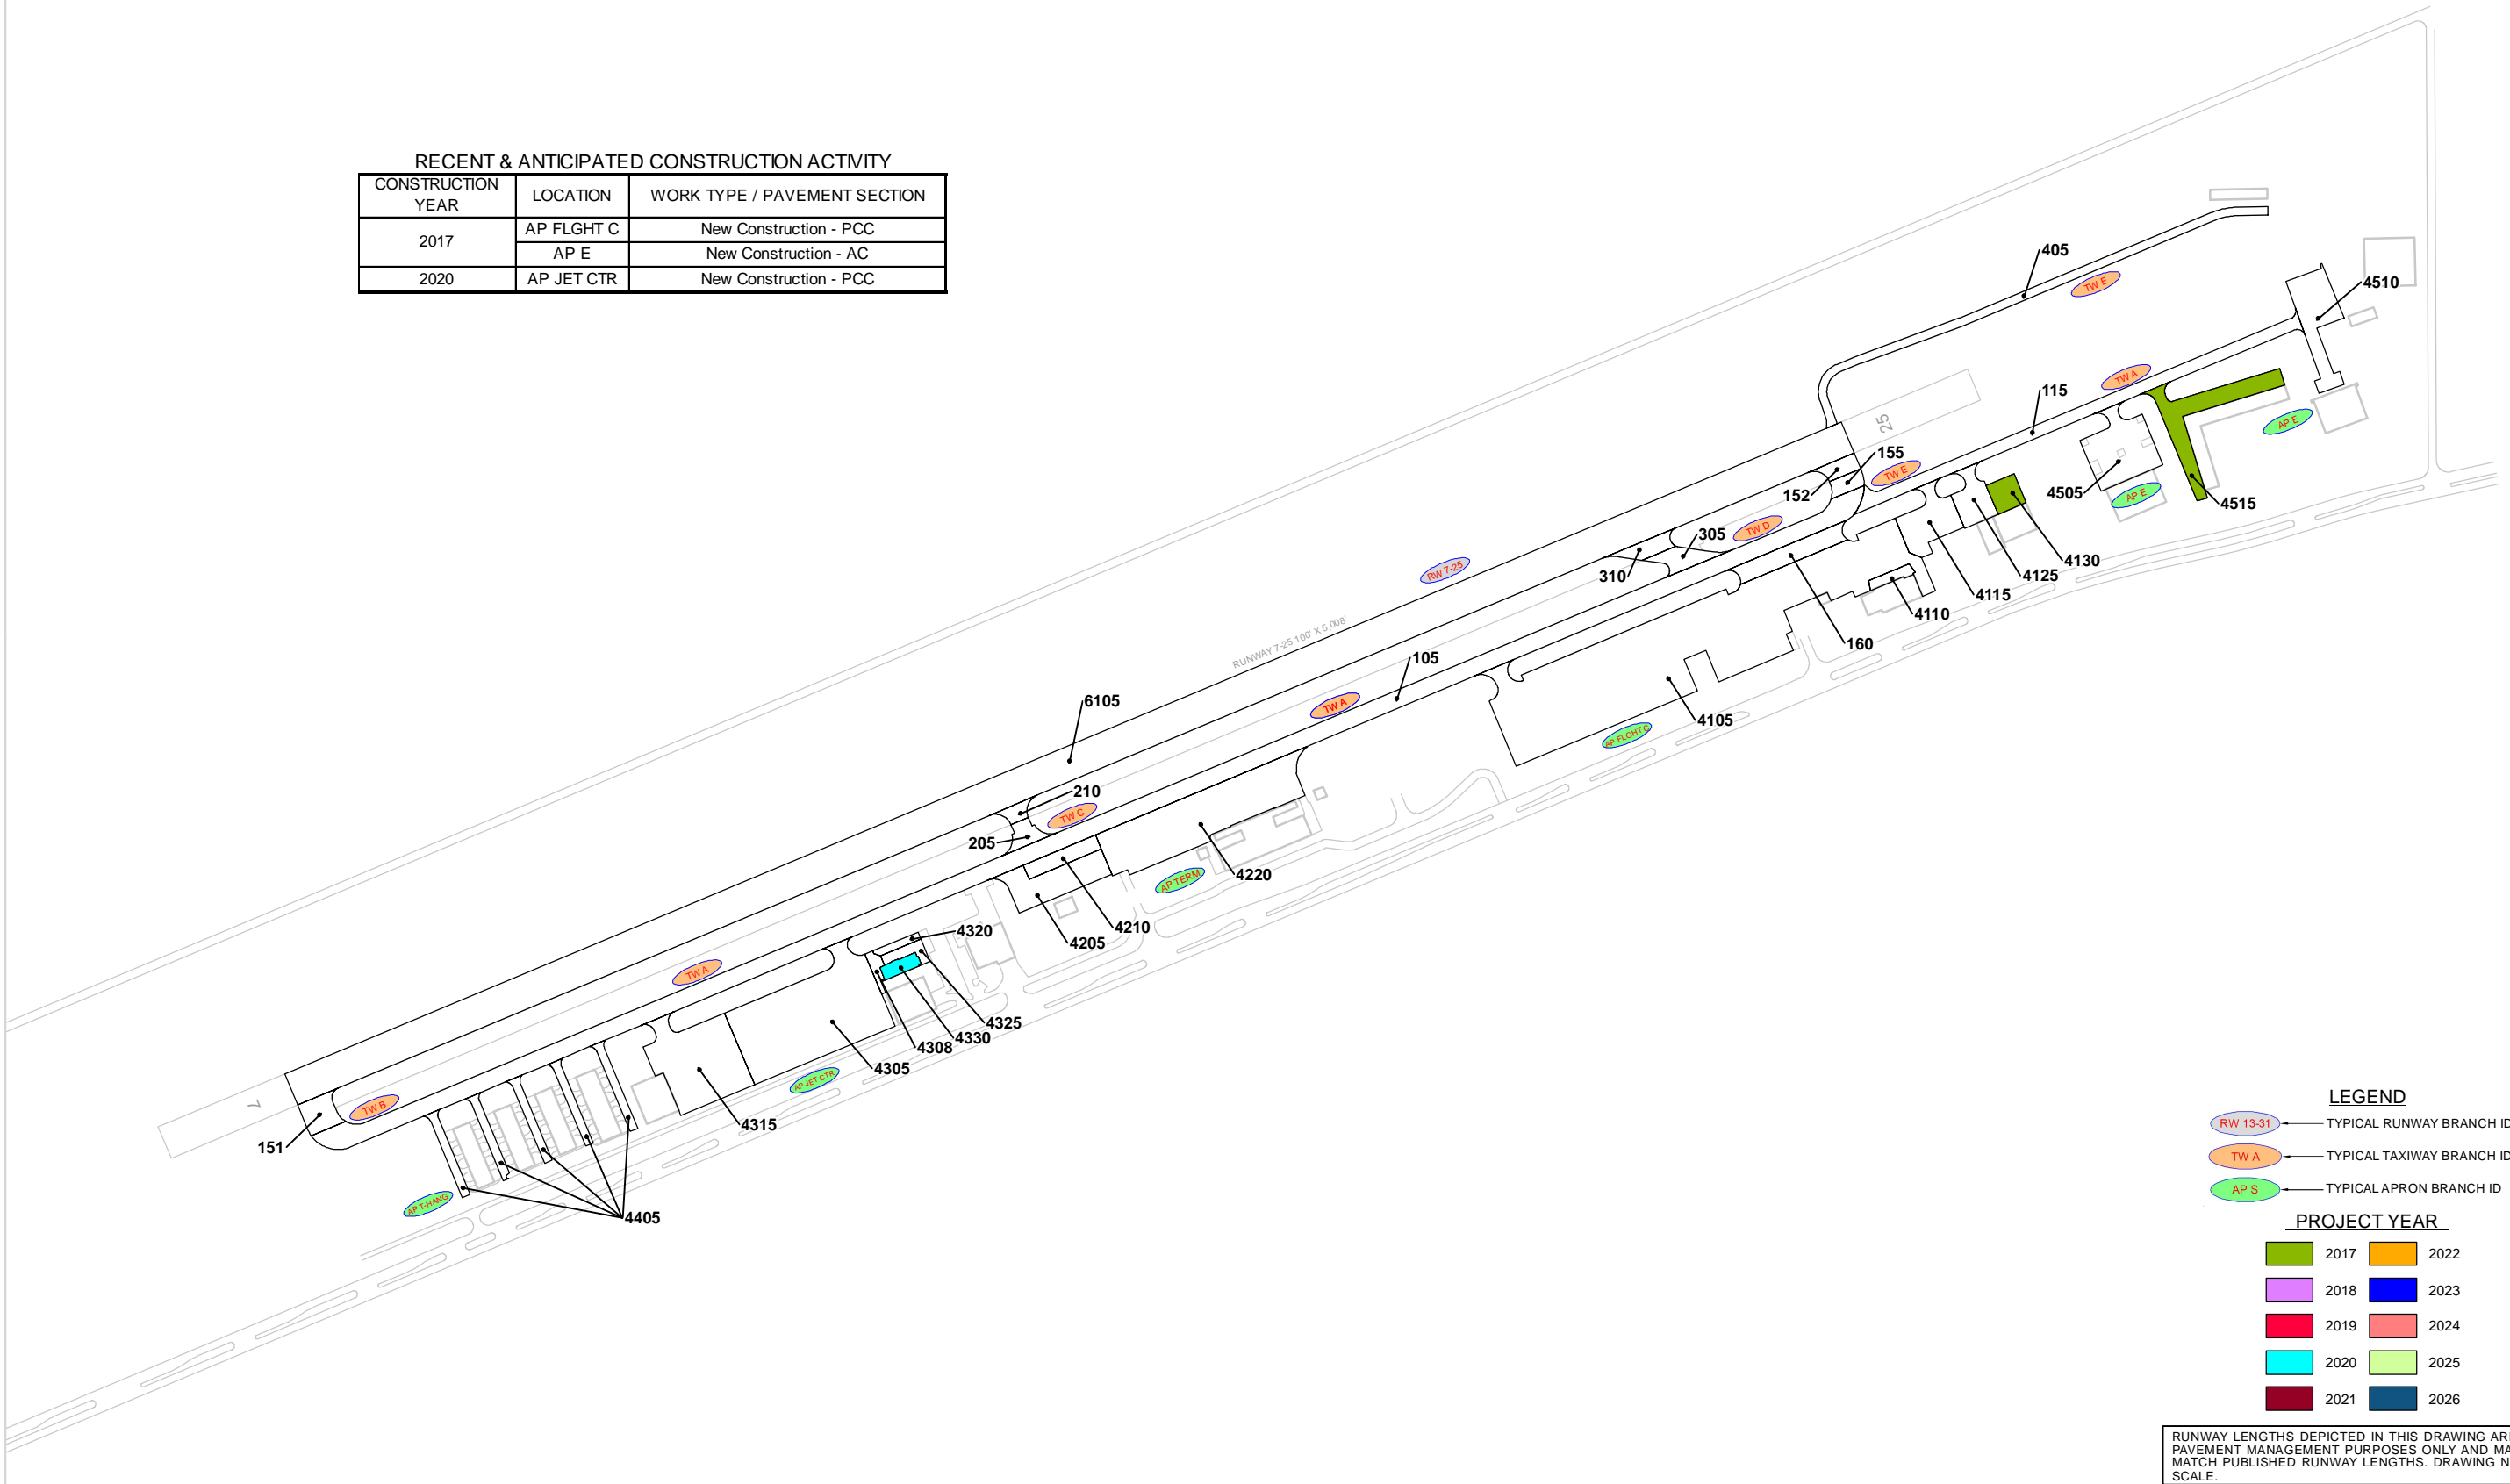 RECENT & ANTICIPATED CONSTRUCTION ACTIVITY
CONSTRUCTION YEAR LOCATION WORK TYPE / PAVEMENT SECTION
2017 AP FLGHT C New Construction - PCC
AP E New Construction - AC
2020 AP JET CTR New Construction - PCC
405
TW E
4510
TW A
115
AP E
25
155
TW E
152
4505
AP E
4515
TW D
305
310
4130
4125
4115
4110
160
RW 7-25
RUNWAY 7-25 100' X 5,008'
105
6105
TW A
4105
AP FLGHT C
210
TW C
205
4220
AP TERM
4210
4205
4320
TW A
4325
4330
4308
4305
AP JET CTR
7
TW B
151
4315
AP T-HANG
4405
LEGEND
RW 13-31 TYPICAL RUNWAY BRANCH ID
TW A TYPICAL TAXIWAY BRANCH ID
AP S TYPICAL APRON BRANCH ID
PROJECT YEAR
2017 2022
2018 2023
2019 2024
2020 2025
2021 2026
RUNWAY LENGTHS DEPICTED IN THIS DRAWING
PAVEMENT MANAGEMENT PURPOSES ONLY AND
MATCH PUBLISHED RUNWAY LENGTHS. DRAWING
SCALE.